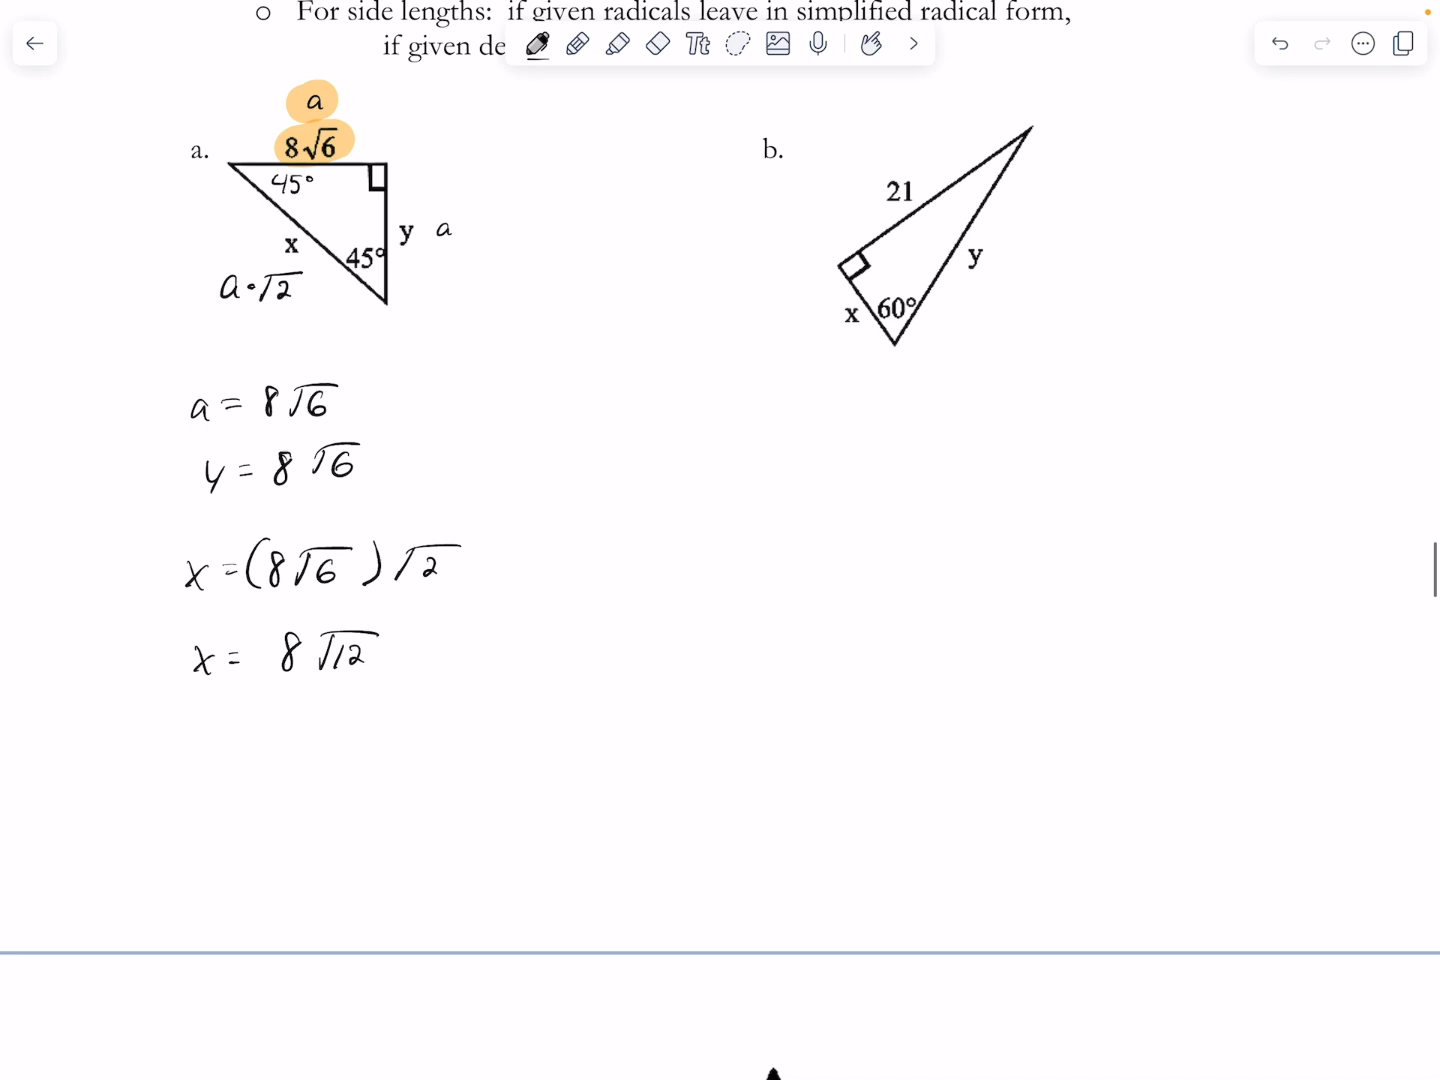 ○ For side lengths: if given radicals leave in simplified radical form,
if given de
Tt
a
a. 8√6
45°
x
45°
y a
a·√2
b.
21
y
x 60°
a = 8√6
y = 8√6
x = (8√6)√2
x = 8√12